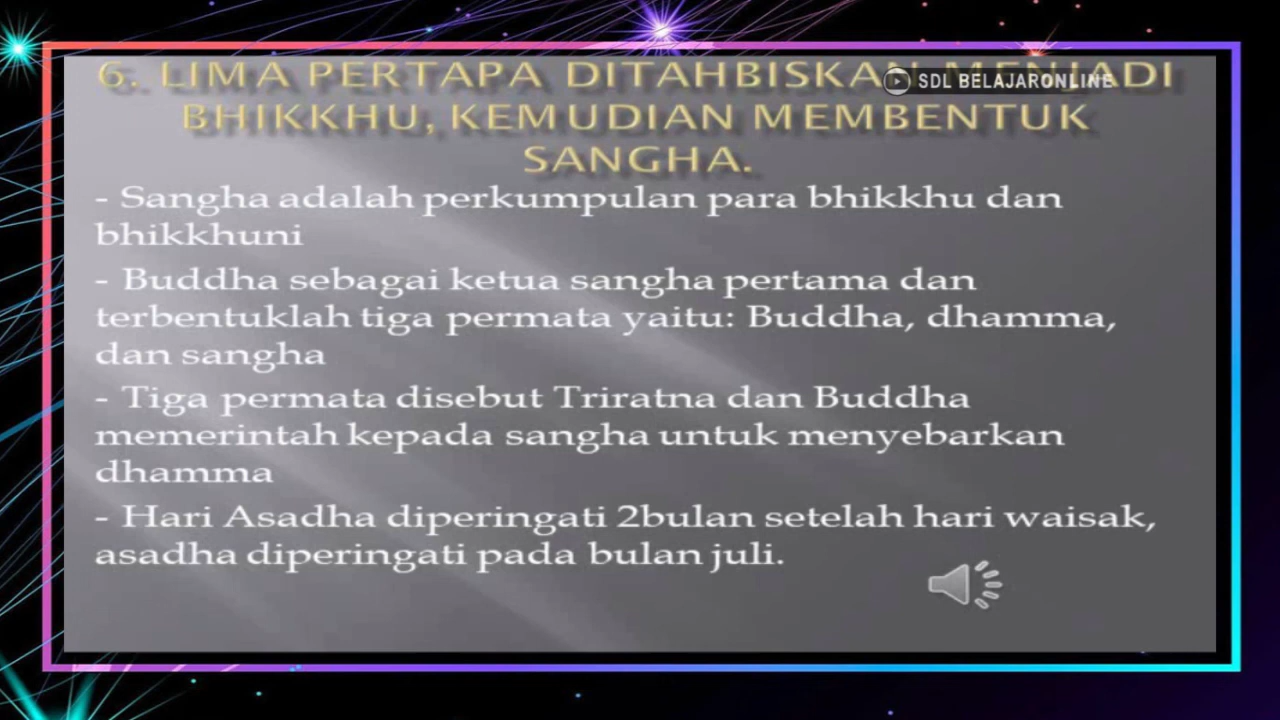 6. LIMA PERTAPA DITAHBISKAN MENJADI
SDL BELAJARONLINE
BHIKKHU, KEMUDIAN MEMBENTUK
SANGHA.
- Sangha adalah perkumpulan para bhikkhu dan
bhikkhuni
- Buddha sebagai ketua sangha pertama dan
terbentuklah tiga permata yaitu: Buddha, dhamma,
dan sangha
- Tiga permata disebut Triratna dan Buddha
memerintah kepada sangha untuk menyebarkan
dhamma
- Hari Asadha diperingati 2bulan setelah hari waisak,
asadha diperingati pada bulan juli.